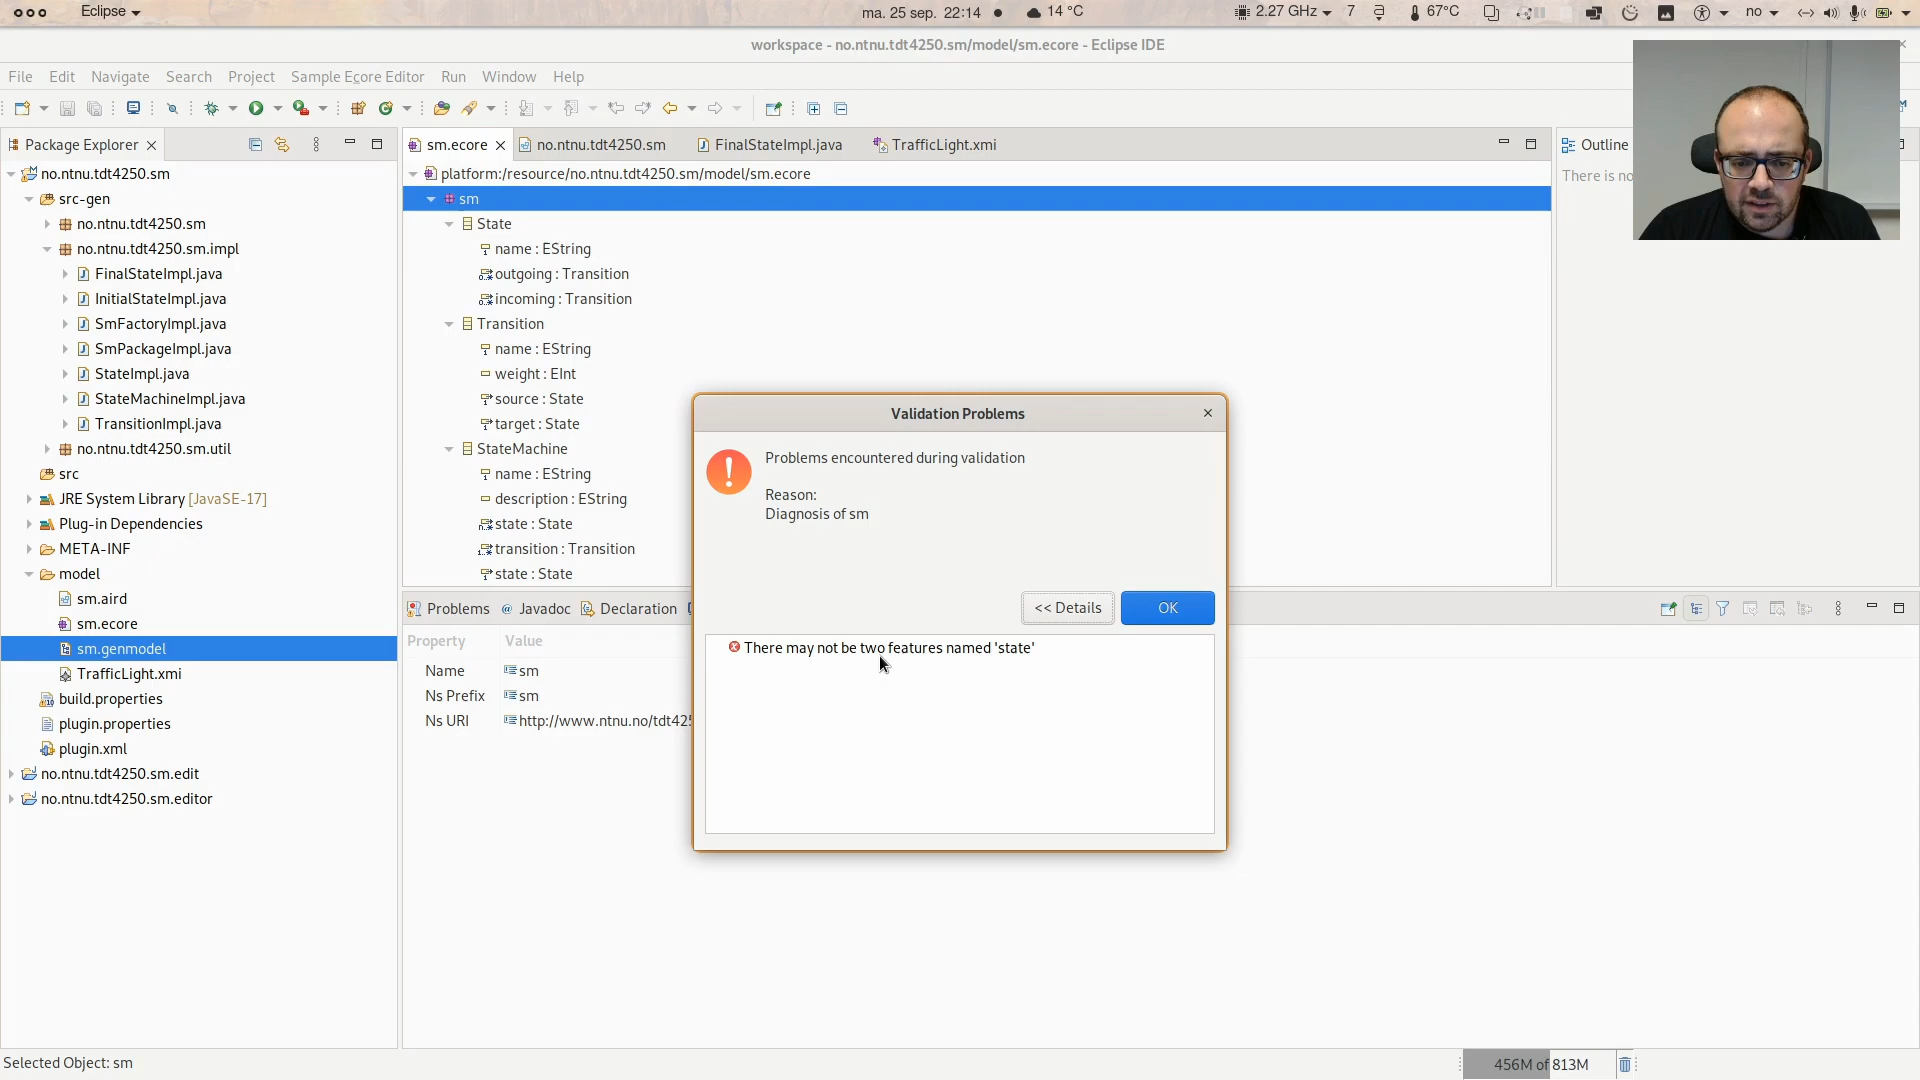 Eclipse
ma. 25 sep. 22:14
14 °C
2.27 GHz
7
67°C
no
workspace - no.ntnu.tdt4250.sm/model/sm.ecore - Eclipse IDE
File Edit Navigate Search Project Sample Ecore Editor Run Window Help
Package Explorer
no.ntnu.tdt4250.sm
src-gen
no.ntnu.tdt4250.sm
no.ntnu.tdt4250.sm.impl
FinalStateImpl.java
InitialStateImpl.java
SmFactoryImpl.java
SmPackageImpl.java
StateImpl.java
StateMachineImpl.java
TransitionImpl.java
no.ntnu.tdt4250.sm.util
src
JRE System Library [JavaSE-17]
Plug-in Dependencies
META-INF
model
sm.aird
sm.ecore
sm.genmodel
TrafficLight.xmi
build.properties
plugin.properties
plugin.xml
no.ntnu.tdt4250.sm.edit
no.ntnu.tdt4250.sm.editor
sm.ecore
no.ntnu.tdt4250.sm
FinalStateImpl.java
TrafficLight.xmi
platform:/resource/no.ntnu.tdt4250.sm/model/sm.ecore
sm
State
name : EString
outgoing : Transition
incoming : Transition
Transition
name : EString
weight : EInt
source : State
target : State
StateMachine
name : EString
description : EString
state : State
transition : Transition
state : State
Outline
There is no
Validation Problems
Problems encountered during validation
Reason:
Diagnosis of sm
<< Details
OK
There may not be two features named 'state'
Problems
@ Javadoc
Declaration
Property Value
Name sm
Ns Prefix sm
Ns URI http://www.ntnu.no/tdt425
Selected Object: sm
456M of 813M